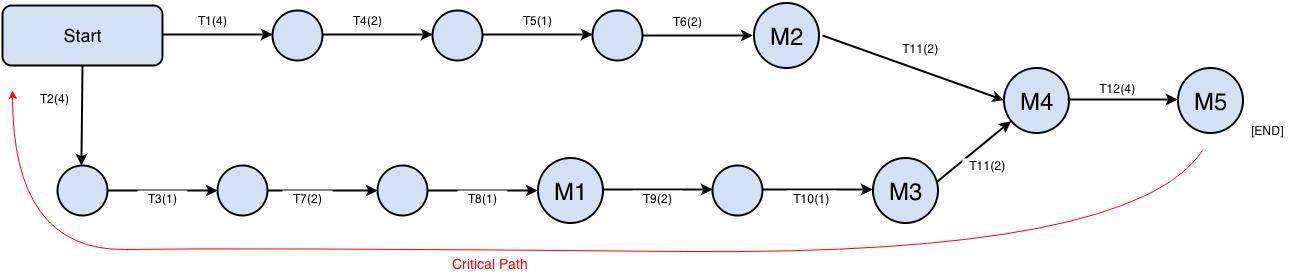 Start
T1(4)
T4(2)
T5(1)
T6(2)
M2
T11(2)
T2(4)
M4
T12(4)
M5
[END]
T3(1)
T7(2)
T8(1)
M1
T9(2)
T10(1)
M3
T11(2)
Critical Path